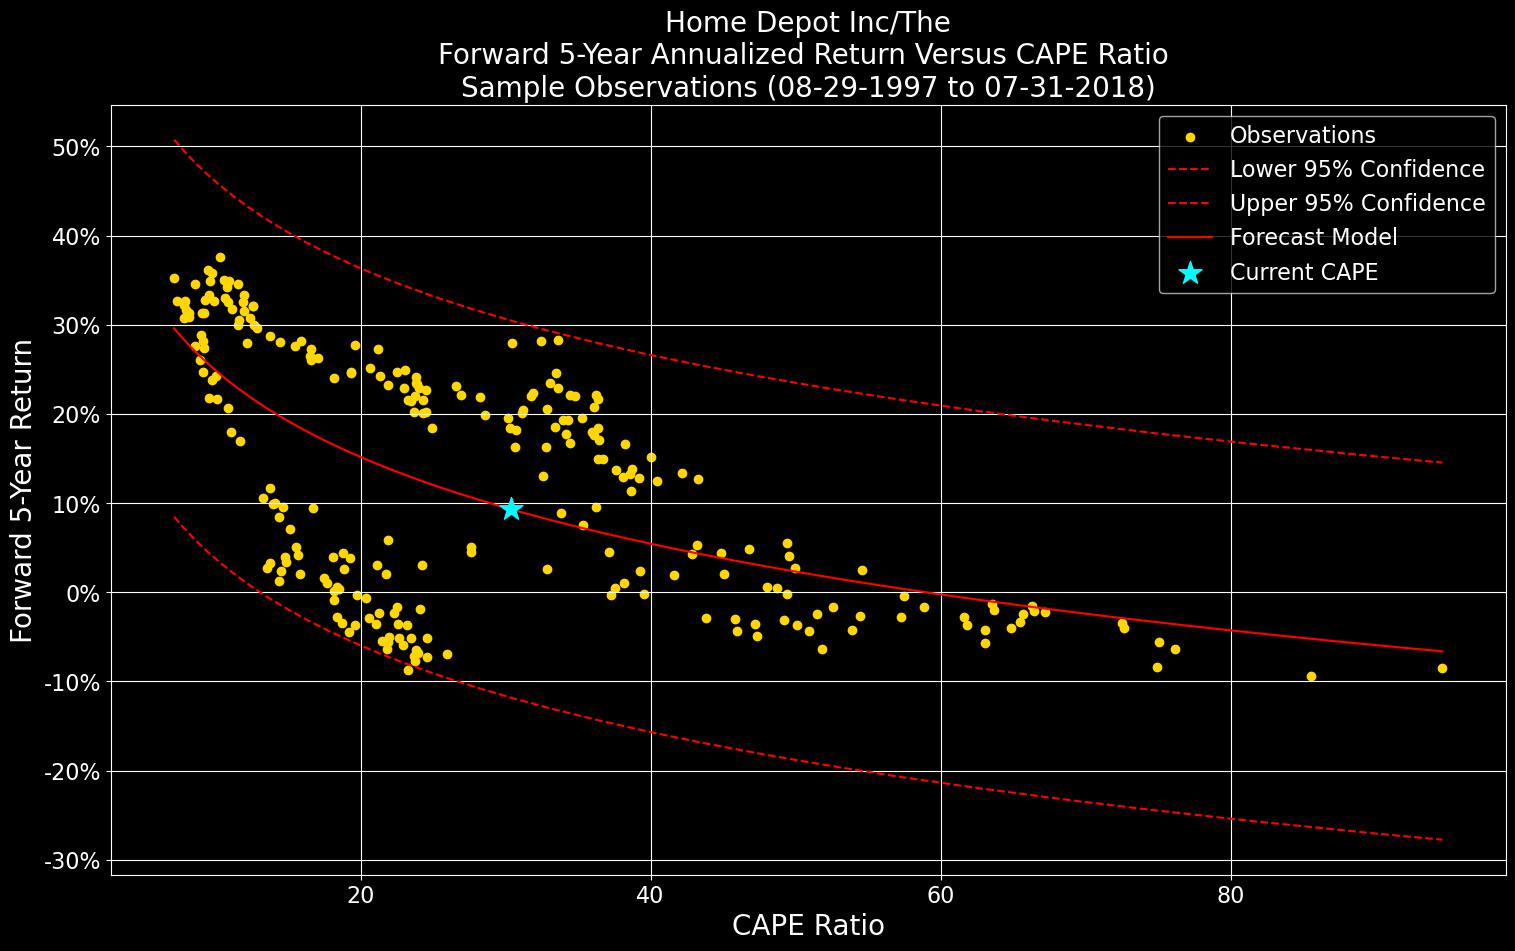 Home Depot Inc/The
Forward 5-Year Annualized Return Versus CAPE Ratio
Sample Observations (08-29-1997 to 07-31-2018)
Observations
Lower 95% Confidence
Upper 95% Confidence
Forecast Model
Current CAPE
Forward 5-Year Return
50%
40%
30%
20%
10%
0%
-10%
-20%
-30%
20 40 60 80
CAPE Ratio